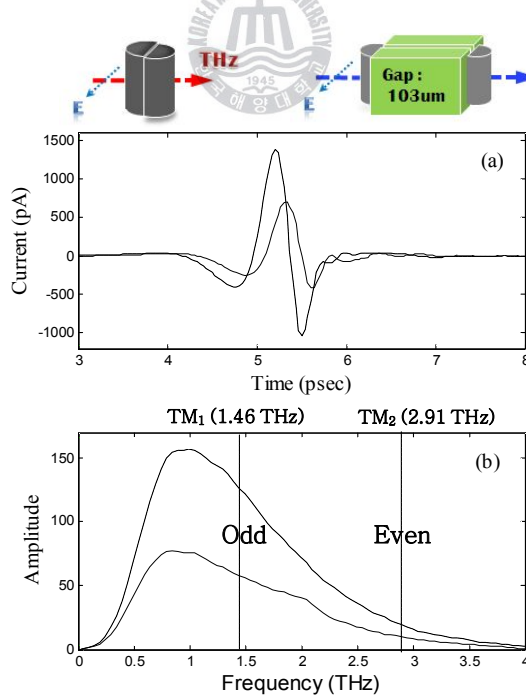 THz
E
1945
Gap :
103um
E
(a)
1500
1000
500
0
-500
-1000
Current (pA)
3 4 5 6 7 8
Time (psec)
TM₁ (1.46 THz) TM₂ (2.91 THz)
(b)
150
100
50
0
Amplitude
Odd Even
0 0.5 1 1.5 2 2.5 3 3.5 4
Frequency (THz)